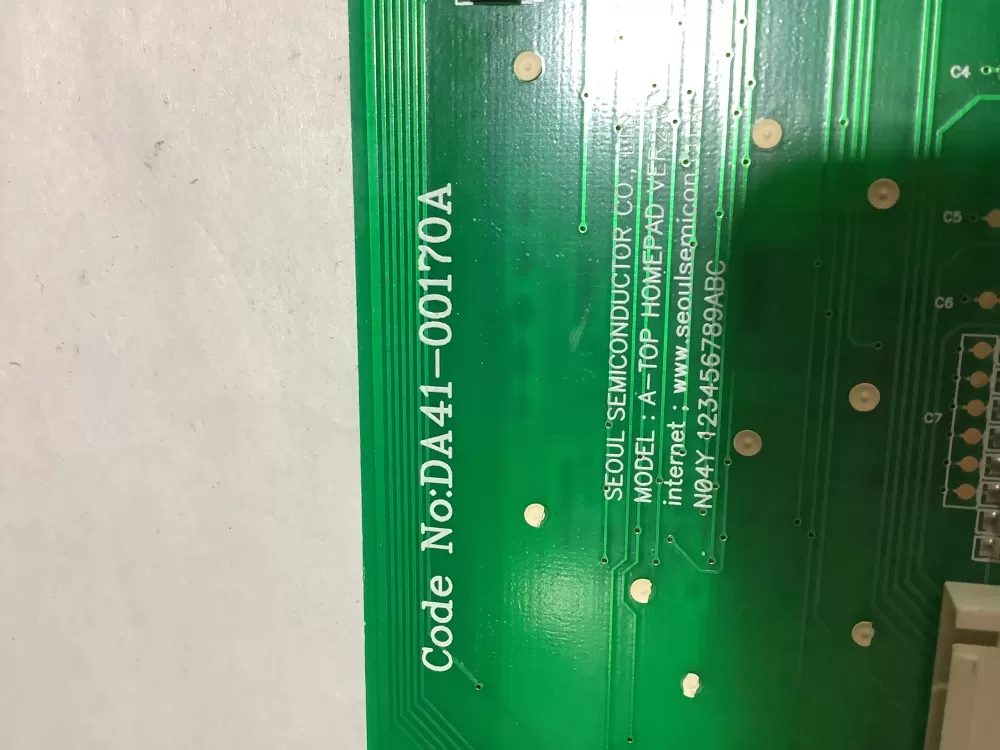 Code No:DA41-00170A
SEOUL SEMICONDUCTOR CO.,
MODEL : A-TOP HOMEPAD VER
internet ; www.seoulsemicon
N04Y 123456789ABC
C4
C5
C6
C7